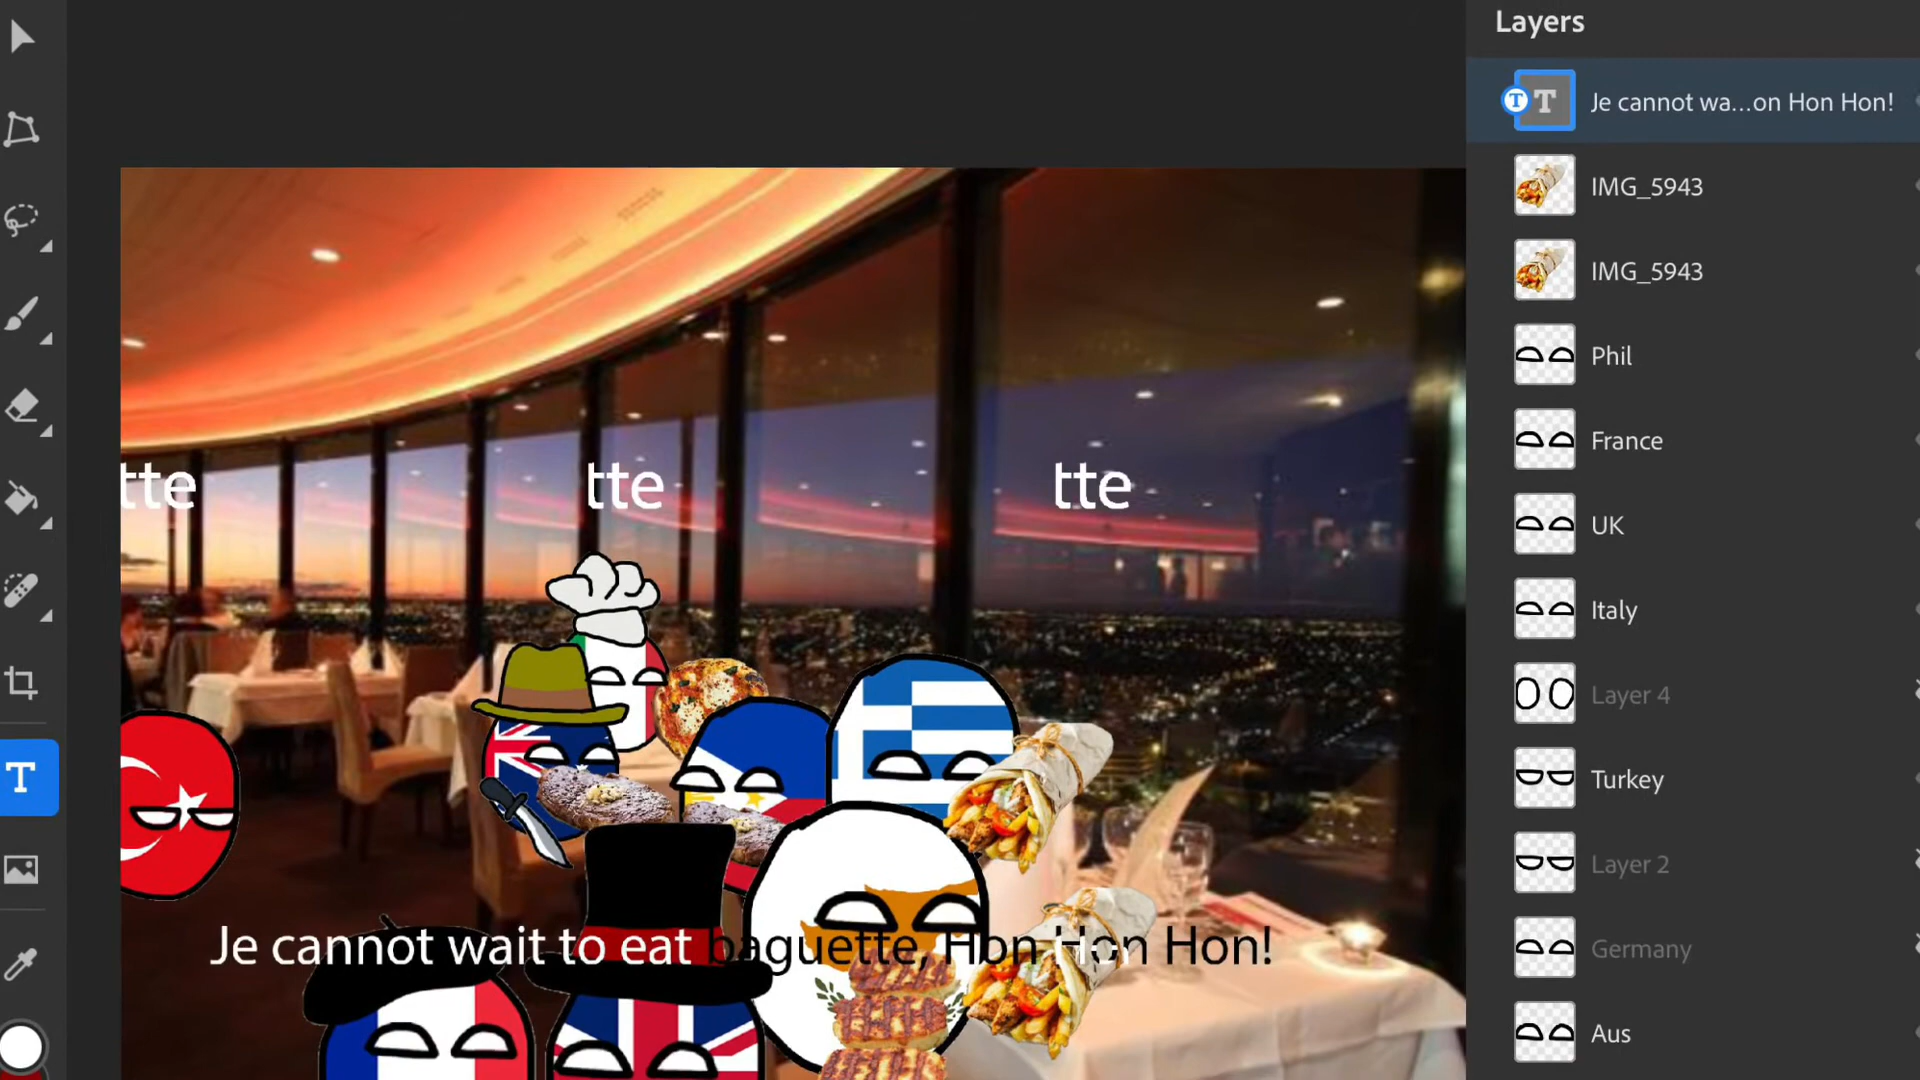 Layers
T Je cannot wa...on Hon Hon!
IMG_5943
IMG_5943
Phil
France
UK
Italy
Layer 4
Turkey
Layer 2
Germany
Aus
T
tte tte tte
Je cannot wait to eat baguette, Hon Hon Hon!